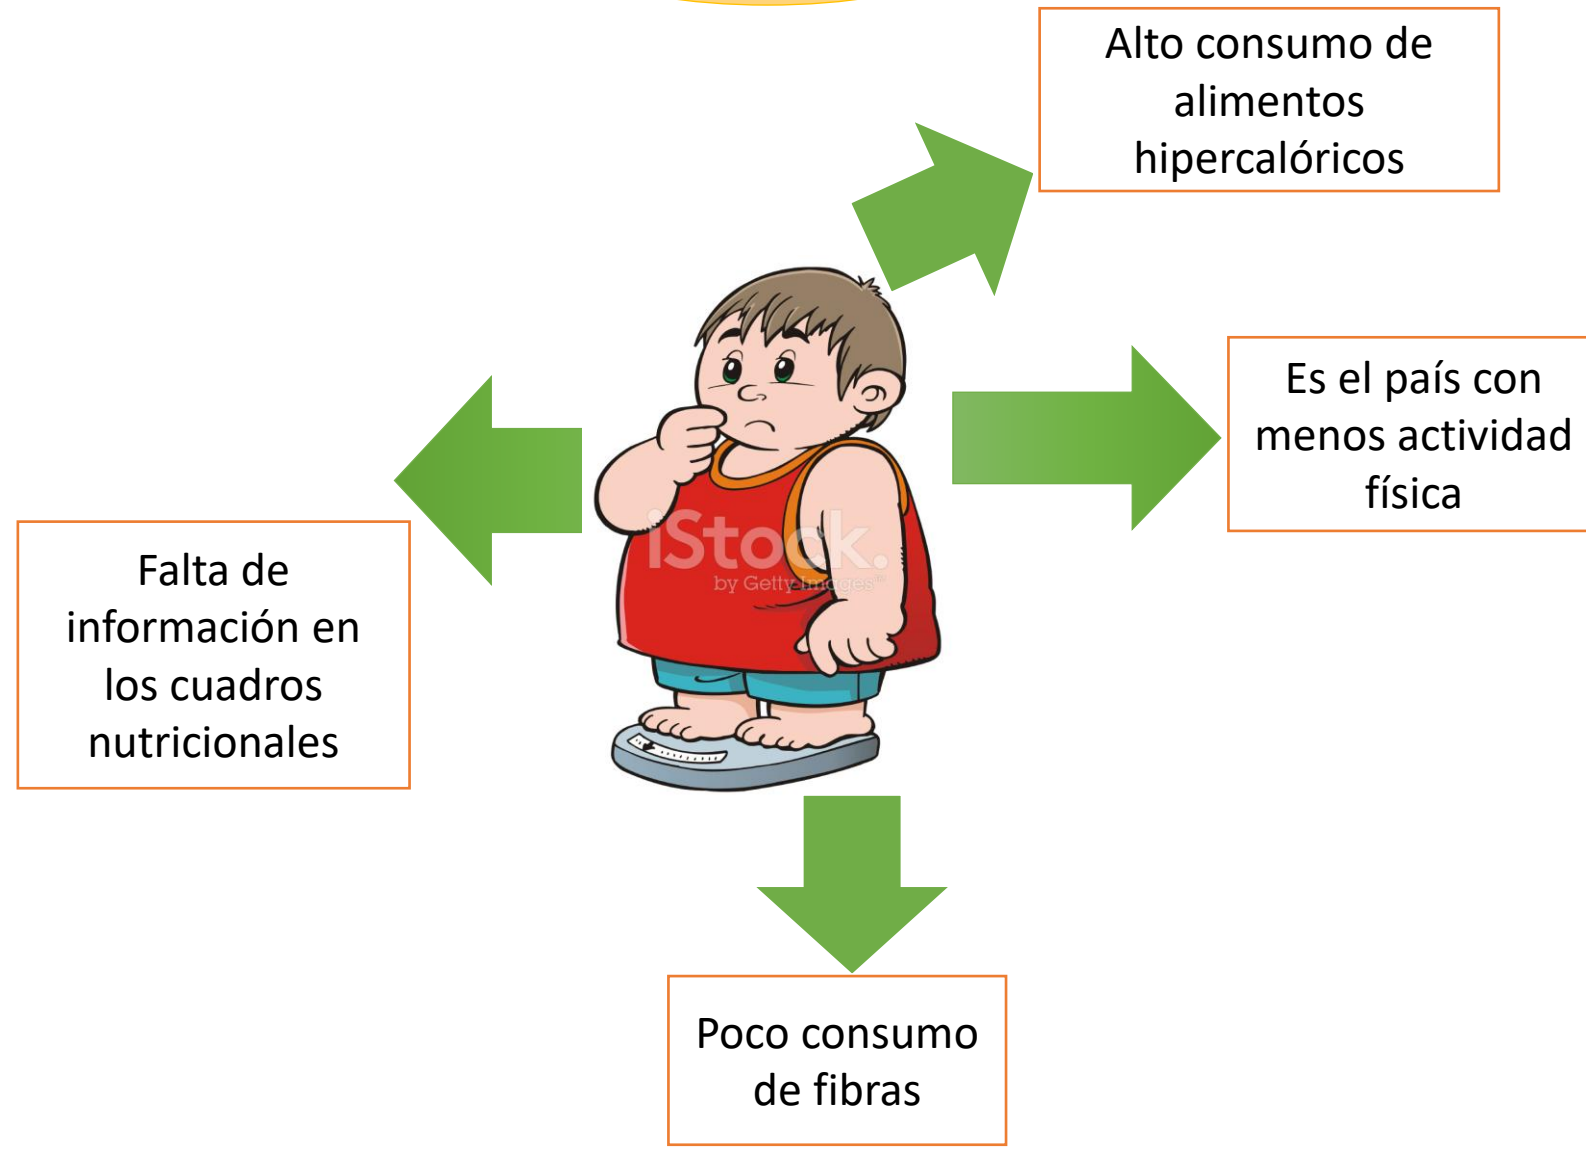 Alto consumo de
alimentos
hipercalóricos
Es el país con
menos actividad
física
Falta de
información en
los cuadros
nutricionales
iStock.
by Getty Images™
Poco consumo
de fibras